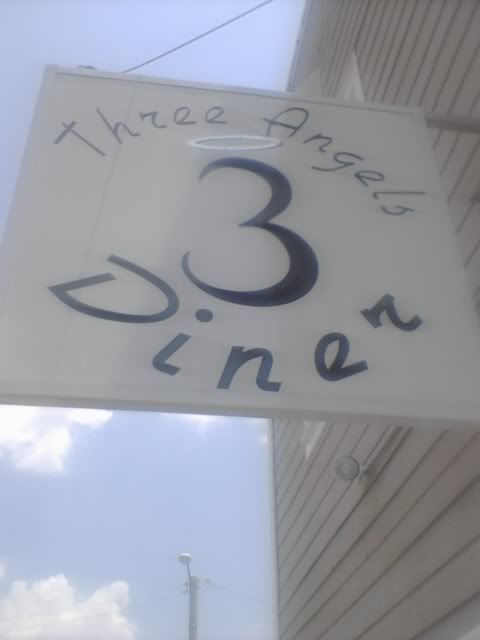 Three Angels
3
Diner